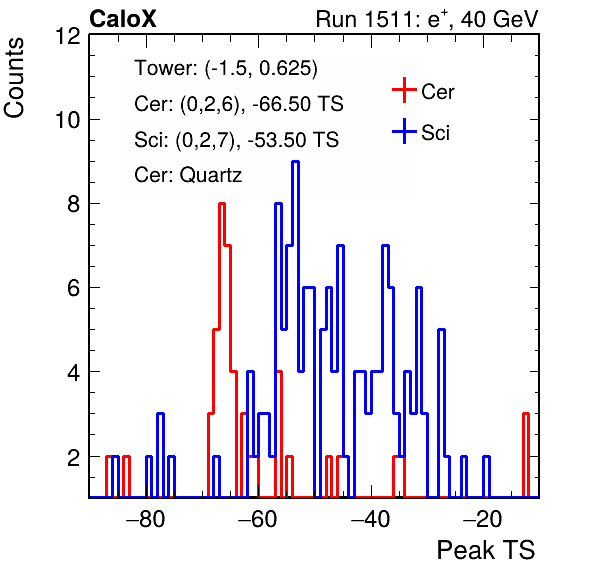 CaloX Run 1511: e+, 40 GeV
Counts
12
10
8
6
4
2
Tower: (-1.5, 0.625)
Cer: (0,2,6), -66.50 TS
Sci: (0,2,7), -53.50 TS
Cer: Quartz
Cer
Sci
−80 −60 −40 −20
Peak TS